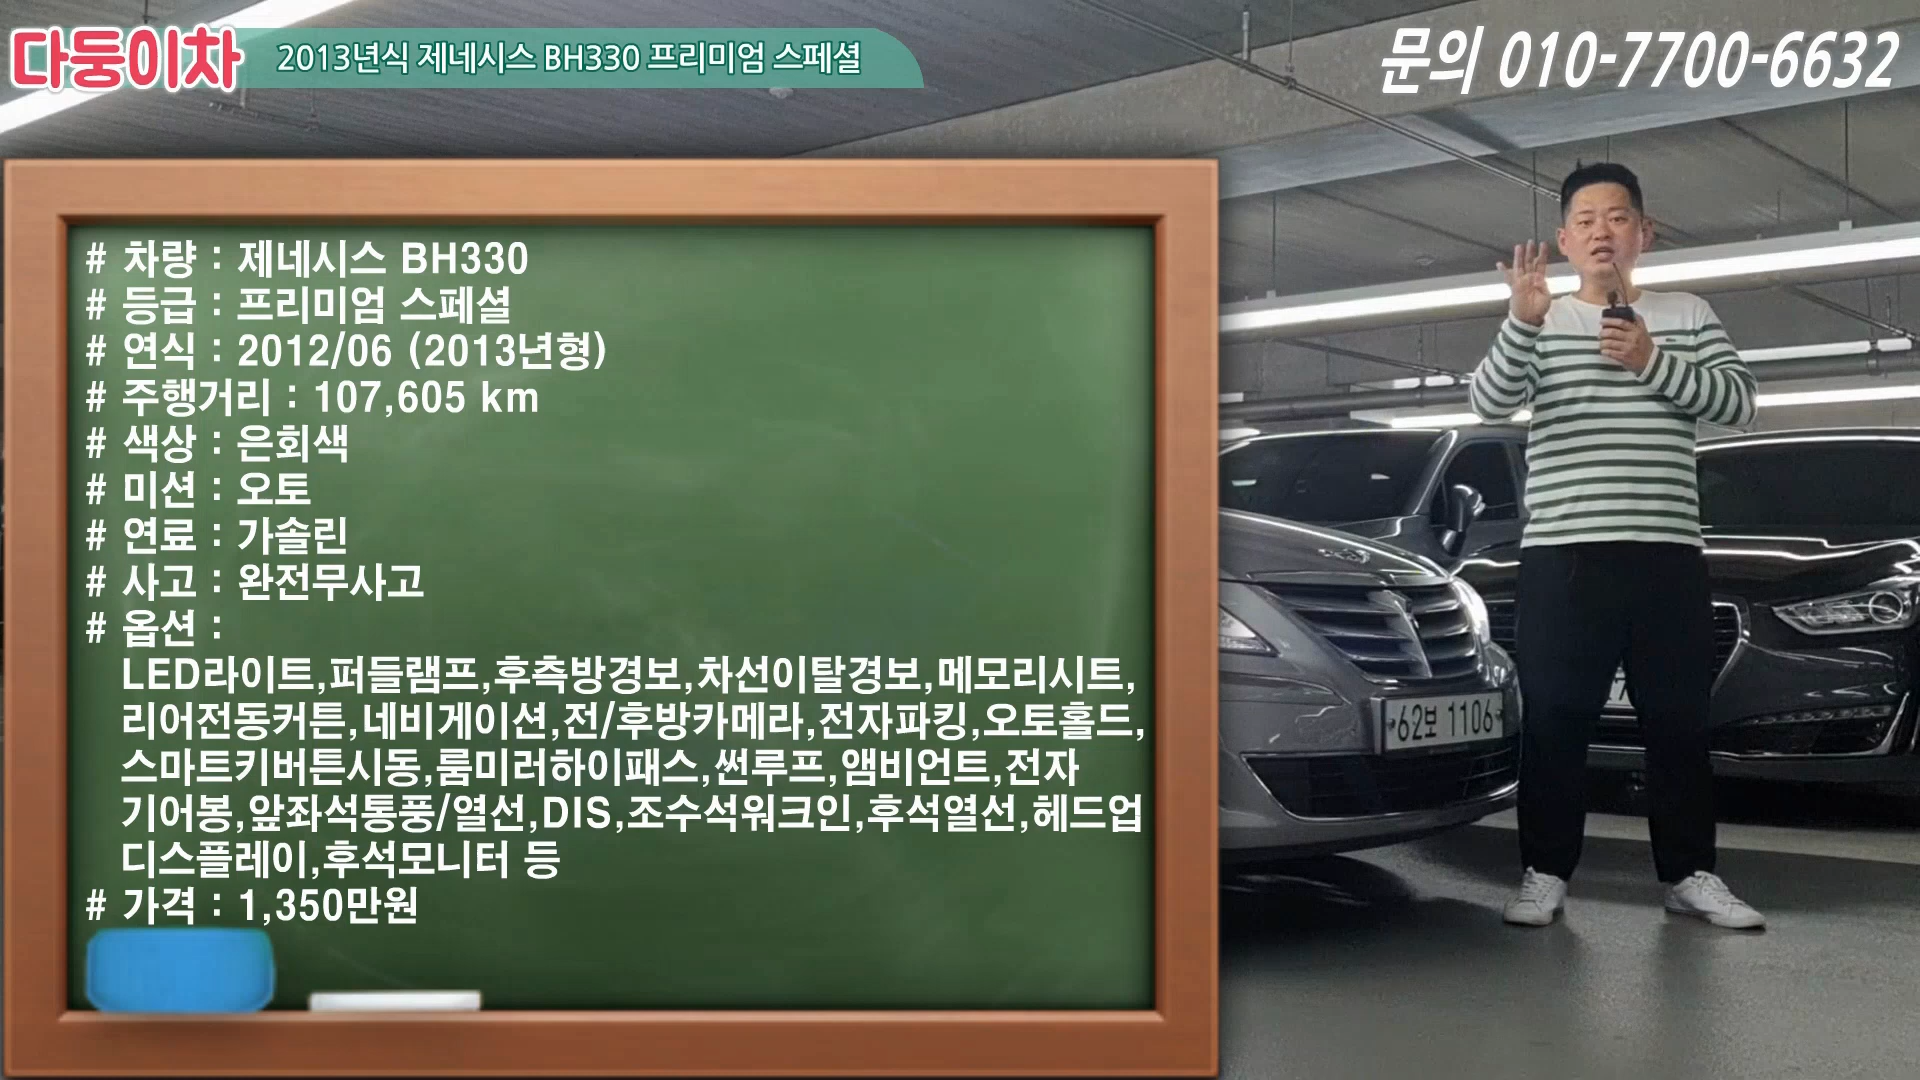 다둥이차
2013년식 제네시스 BH330 프리미엄 스페셜
문의 010-7700-6632
# 차량 : 제네시스 BH330
# 등급 : 프리미엄 스페셜
# 연식 : 2012/06 (2013년형)
# 주행거리 : 107,605 km
# 색상 : 은회색
# 미션 : 오토
# 연료 : 가솔린
# 사고 : 완전무사고
# 옵션 :
LED라이트,퍼들램프,후측방경보,차선이탈경보,메모리시트,
리어전동커튼,네비게이션,전/후방카메라,전자파킹,오토홀드,
스마트키버튼시동,룸미러하이패스,썬루프,앰비언트,전자
기어봉,앞좌석통풍/열선,DIS,조수석워크인,후석열선,헤드업
디스플레이,후석모니터 등
# 가격 : 1,350만원
62보 1106